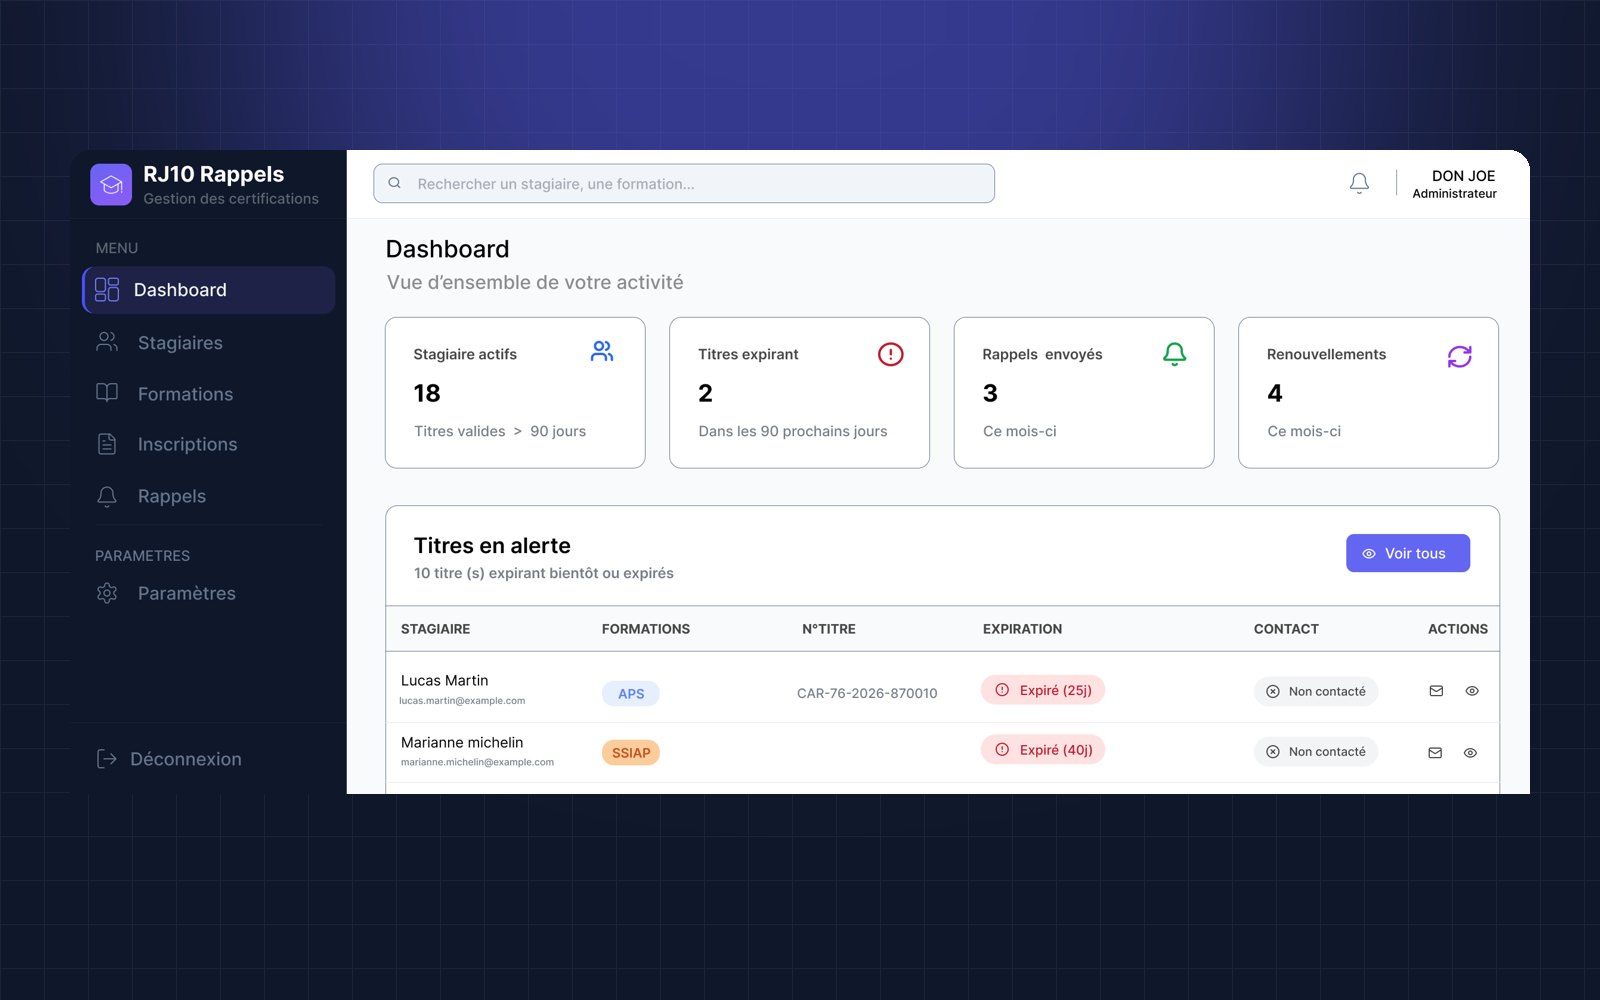 RJ10 Rappels
Gestion des certifications
MENU
Dashboard
Stagiaires
Formations
Inscriptions
Rappels
PARAMETRES
Paramètres
Déconnexion
Rechercher un stagiaire, une formation...
DON JOE
Administrateur
Dashboard
Vue d’ensemble de votre activité
Stagiaire actifs
18
Titres valides > 90 jours
Titres expirant
2
Dans les 90 prochains jours
Rappels envoyés
3
Ce mois-ci
Renouvellements
4
Ce mois-ci
Titres en alerte
10 titre (s) expirant bientôt ou expirés
Voir tous
STAGIAIRE FORMATIONS N°TITRE EXPIRATION CONTACT ACTIONS
Lucas Martin
lucas.martin@example.com
APS CAR-76-2026-870010 Expiré (25j) Non contacté
Marianne michelin
marianne.michelin@example.com
SSIAP Expiré (40j) Non contacté